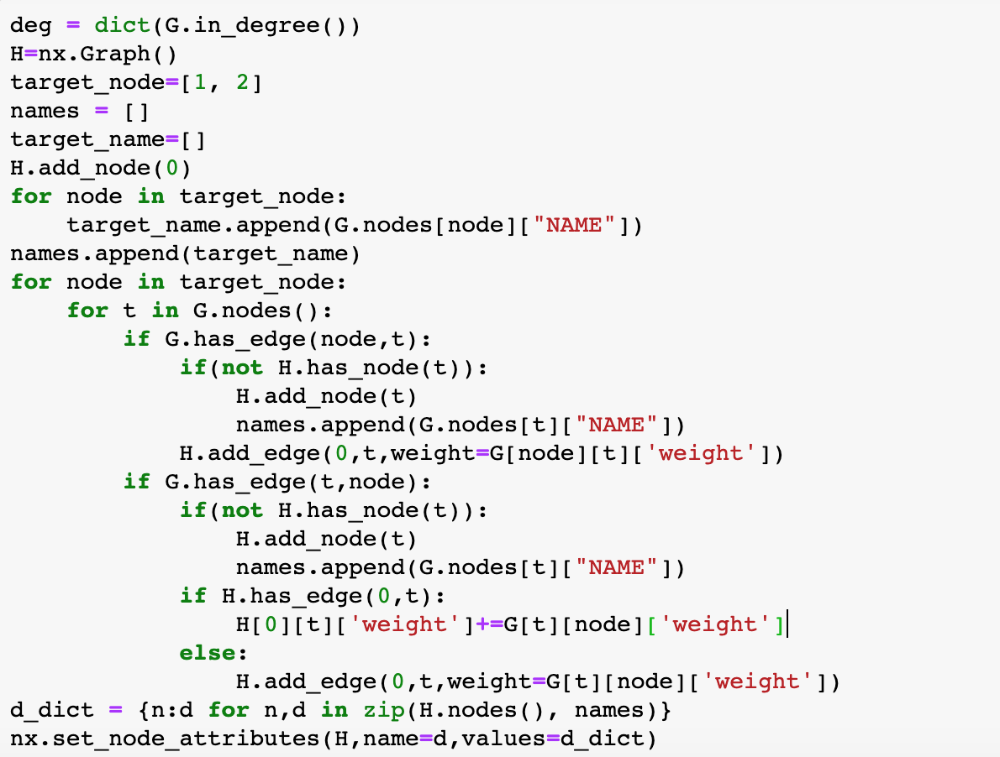 deg = dict(G.in_degree())
H=nx.Graph()
target_node=[1, 2]
names = []
target_name=[]
H.add_node(0)
for node in target_node:
    target_name.append(G.nodes[node]["NAME"])
names.append(target_name)
for node in target_node:
    for t in G.nodes():
        if G.has_edge(node,t):
            if(not H.has_node(t)):
                H.add_node(t)
                names.append(G.nodes[t]["NAME"])
            H.add_edge(0,t,weight=G[node][t]['weight'])
        if G.has_edge(t,node):
            if(not H.has_node(t)):
                H.add_node(t)
                names.append(G.nodes[t]["NAME"])
            if H.has_edge(0,t):
                H[0][t]['weight']+=G[t][node]['weight']
            else:
                H.add_edge(0,t,weight=G[t][node]['weight'])
d_dict = {n:d for n,d in zip(H.nodes(), names)}
nx.set_node_attributes(H,name=d,values=d_dict)